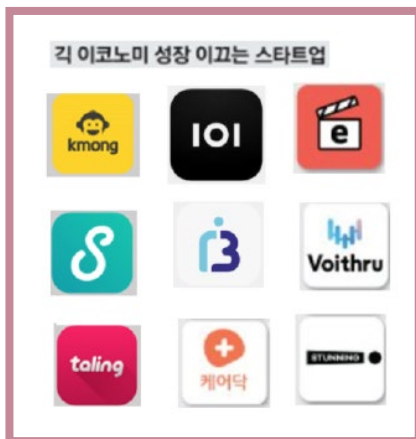 긱 이코노미 성장 이끄는 스타트업
kmong
101
e
S
Voithru
taling
케어닥
STUNNING